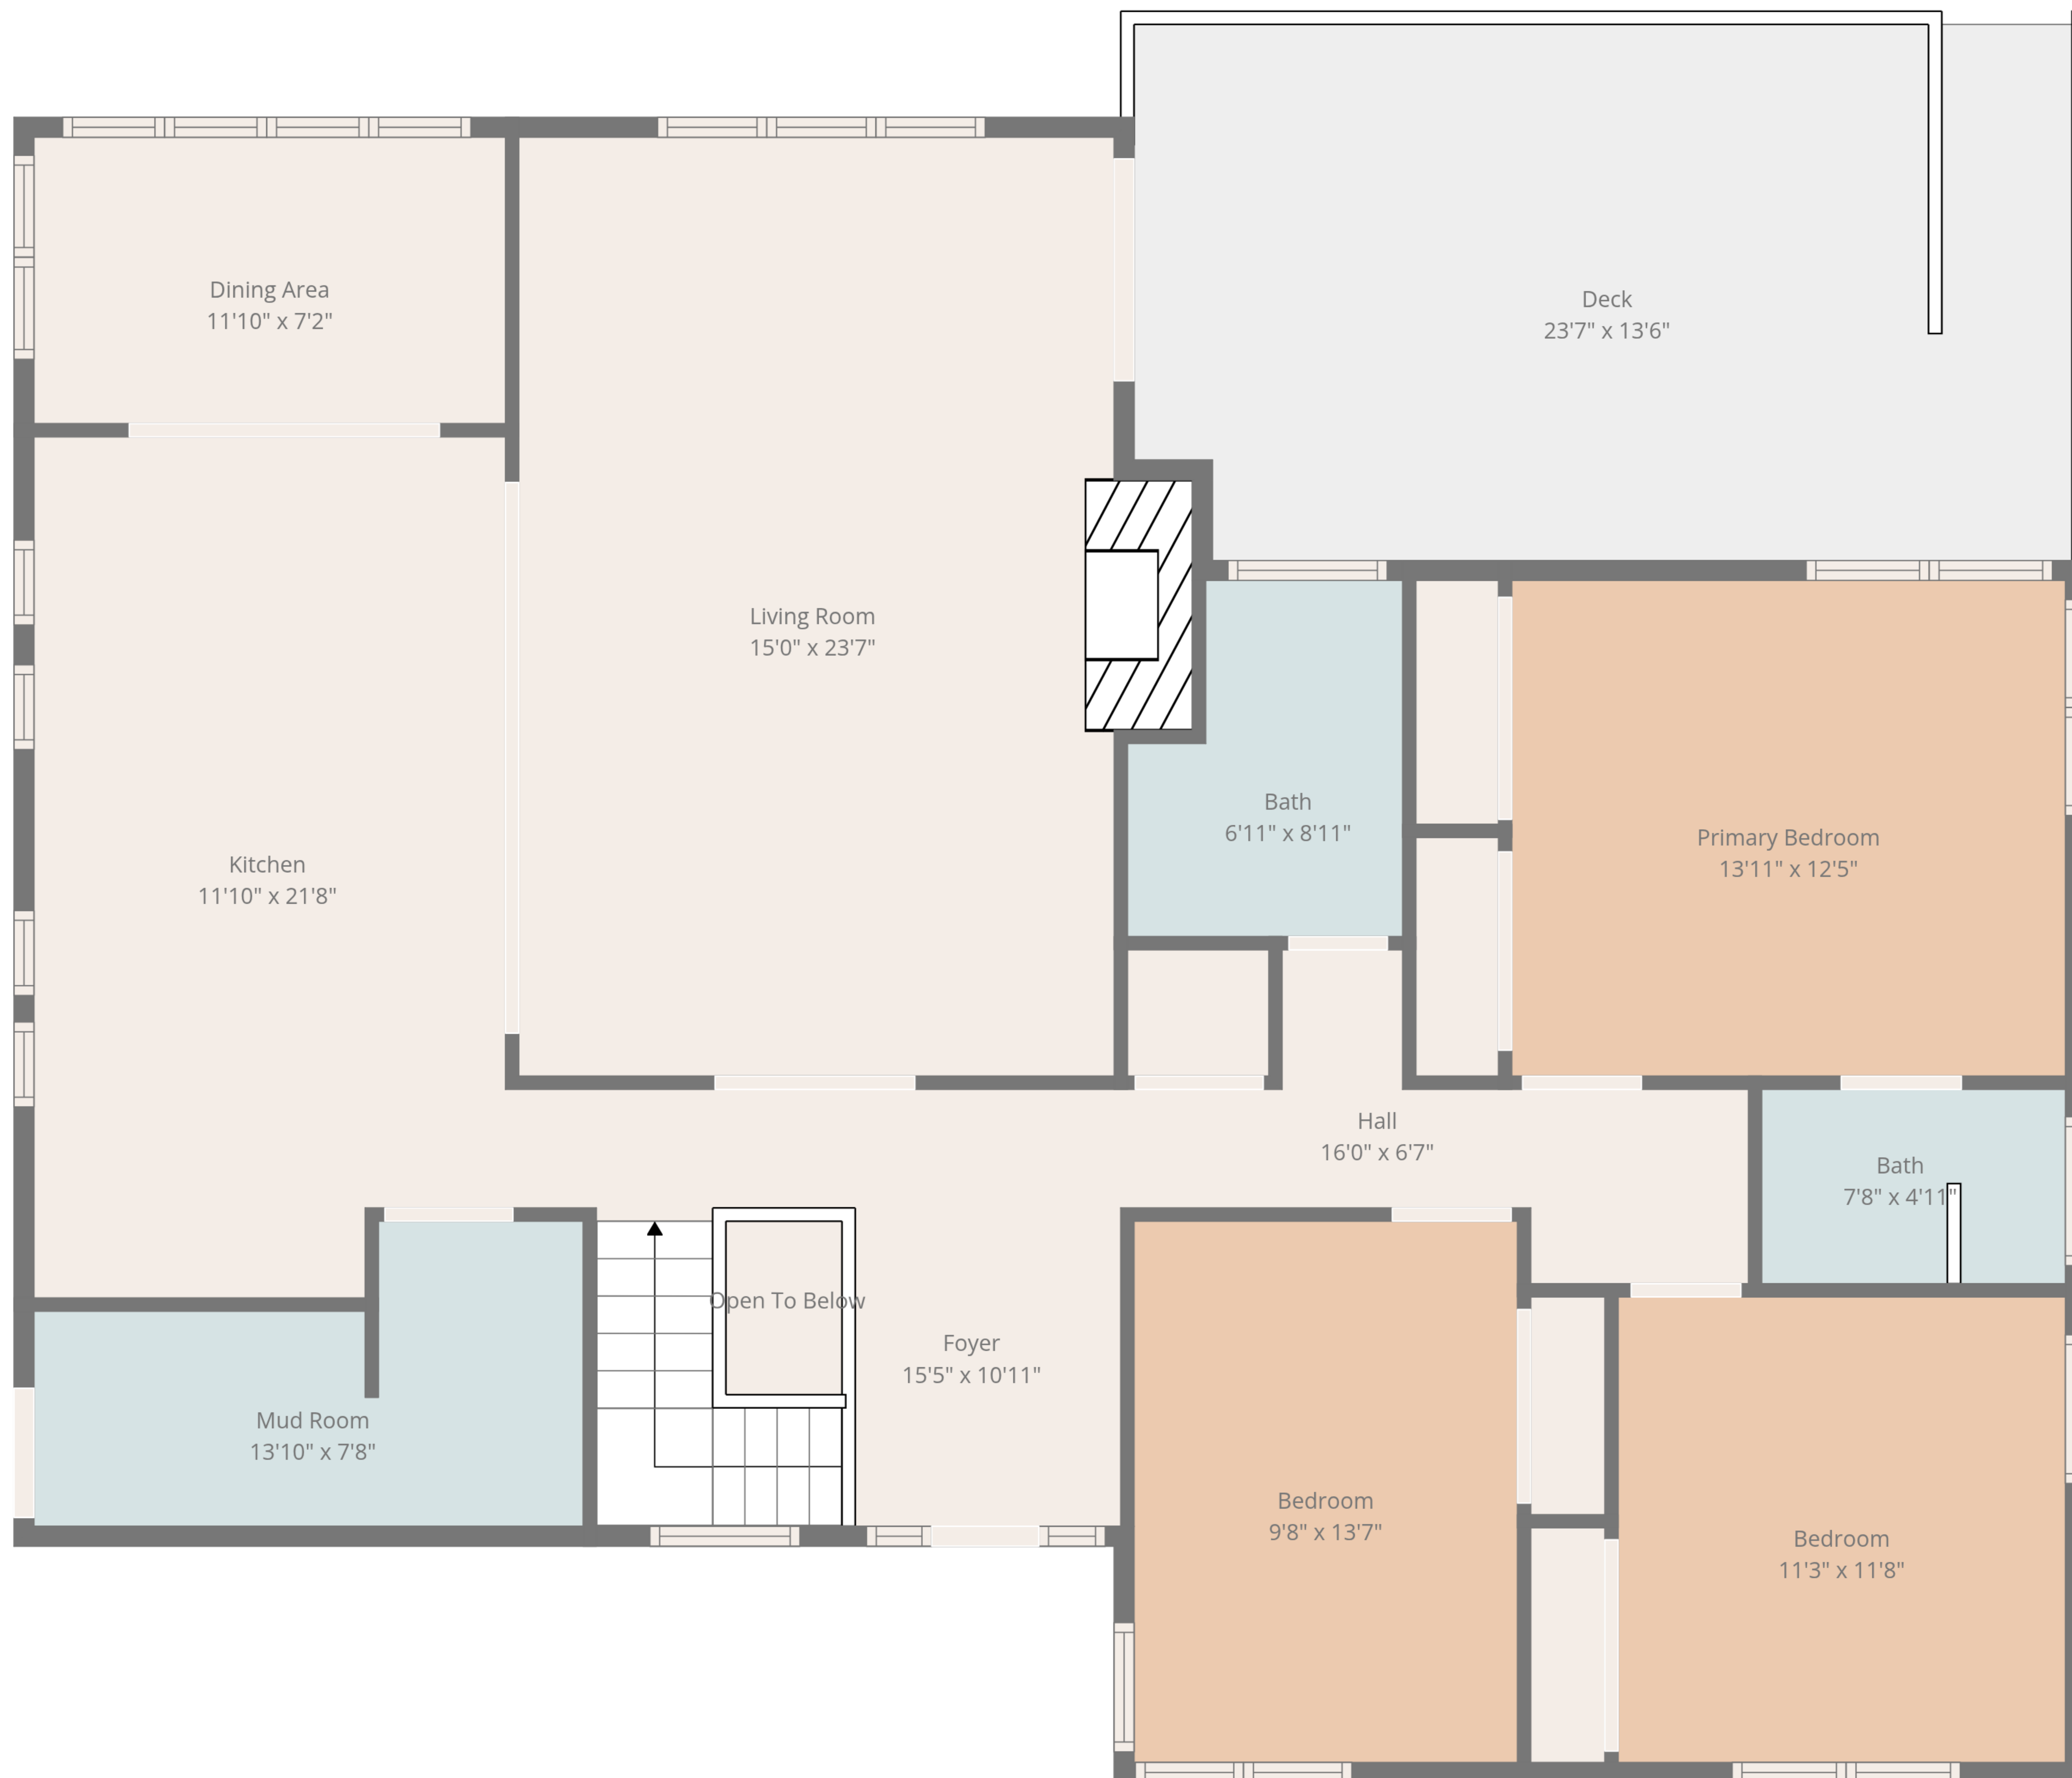 Dining Area
11'10" x 7'2"
Deck
23'7" x 13'6"
Living Room
15'0" x 23'7"
Bath
6'11" x 8'11"
Primary Bedroom
13'11" x 12'5"
Kitchen
11'10" x 21'8"
Hall
16'0" x 6'7"
Bath
7'8" x 4'11"
Open To Below
Foyer
15'5" x 10'11"
Mud Room
13'10" x 7'8"
Bedroom
9'8" x 13'7"
Bedroom
11'3" x 11'8"